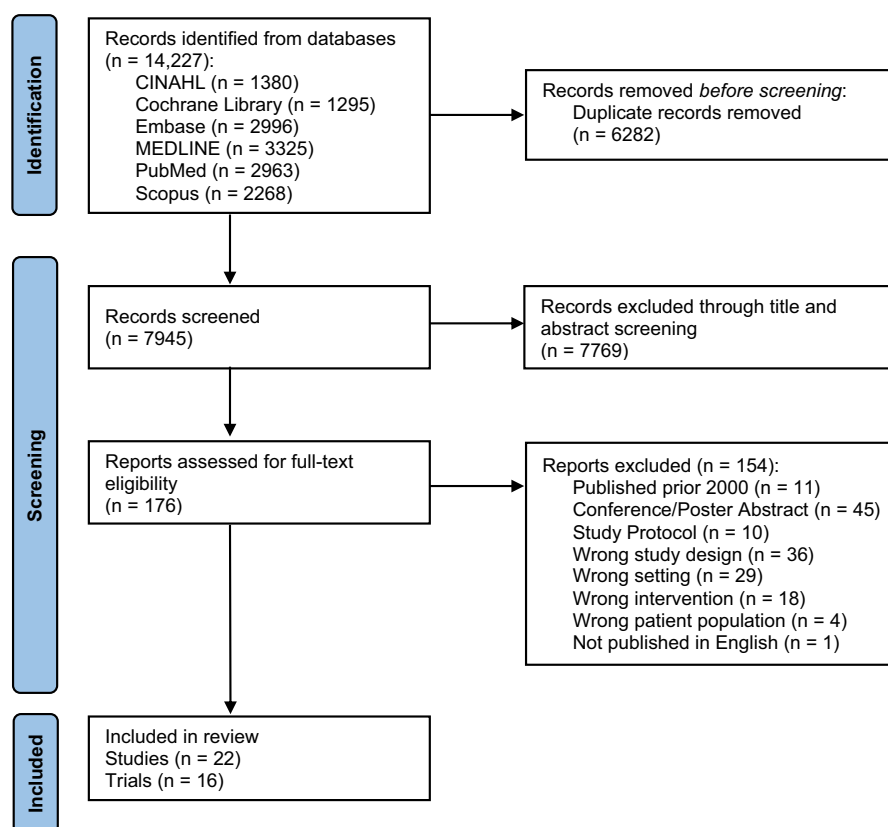 Identification
Records identified from databases
(n = 14,227):
CINAHL (n = 1380)
Cochrane Library (n = 1295)
Embase (n = 2996)
MEDLINE (n = 3325)
PubMed (n = 2963)
Scopus (n = 2268)
Records removed before screening:
Duplicate records removed
(n = 6282)
Screening
Records screened
(n = 7945)
Records excluded through title and
abstract screening
(n = 7769)
Reports assessed for full-text
eligibility
(n = 176)
Reports excluded (n = 154):
Published prior 2000 (n = 11)
Conference/Poster Abstract (n = 45)
Study Protocol (n = 10)
Wrong study design (n = 36)
Wrong setting (n = 29)
Wrong intervention (n = 18)
Wrong patient population (n = 4)
Not published in English (n = 1)
Included
Included in review
Studies (n = 22)
Trials (n = 16)